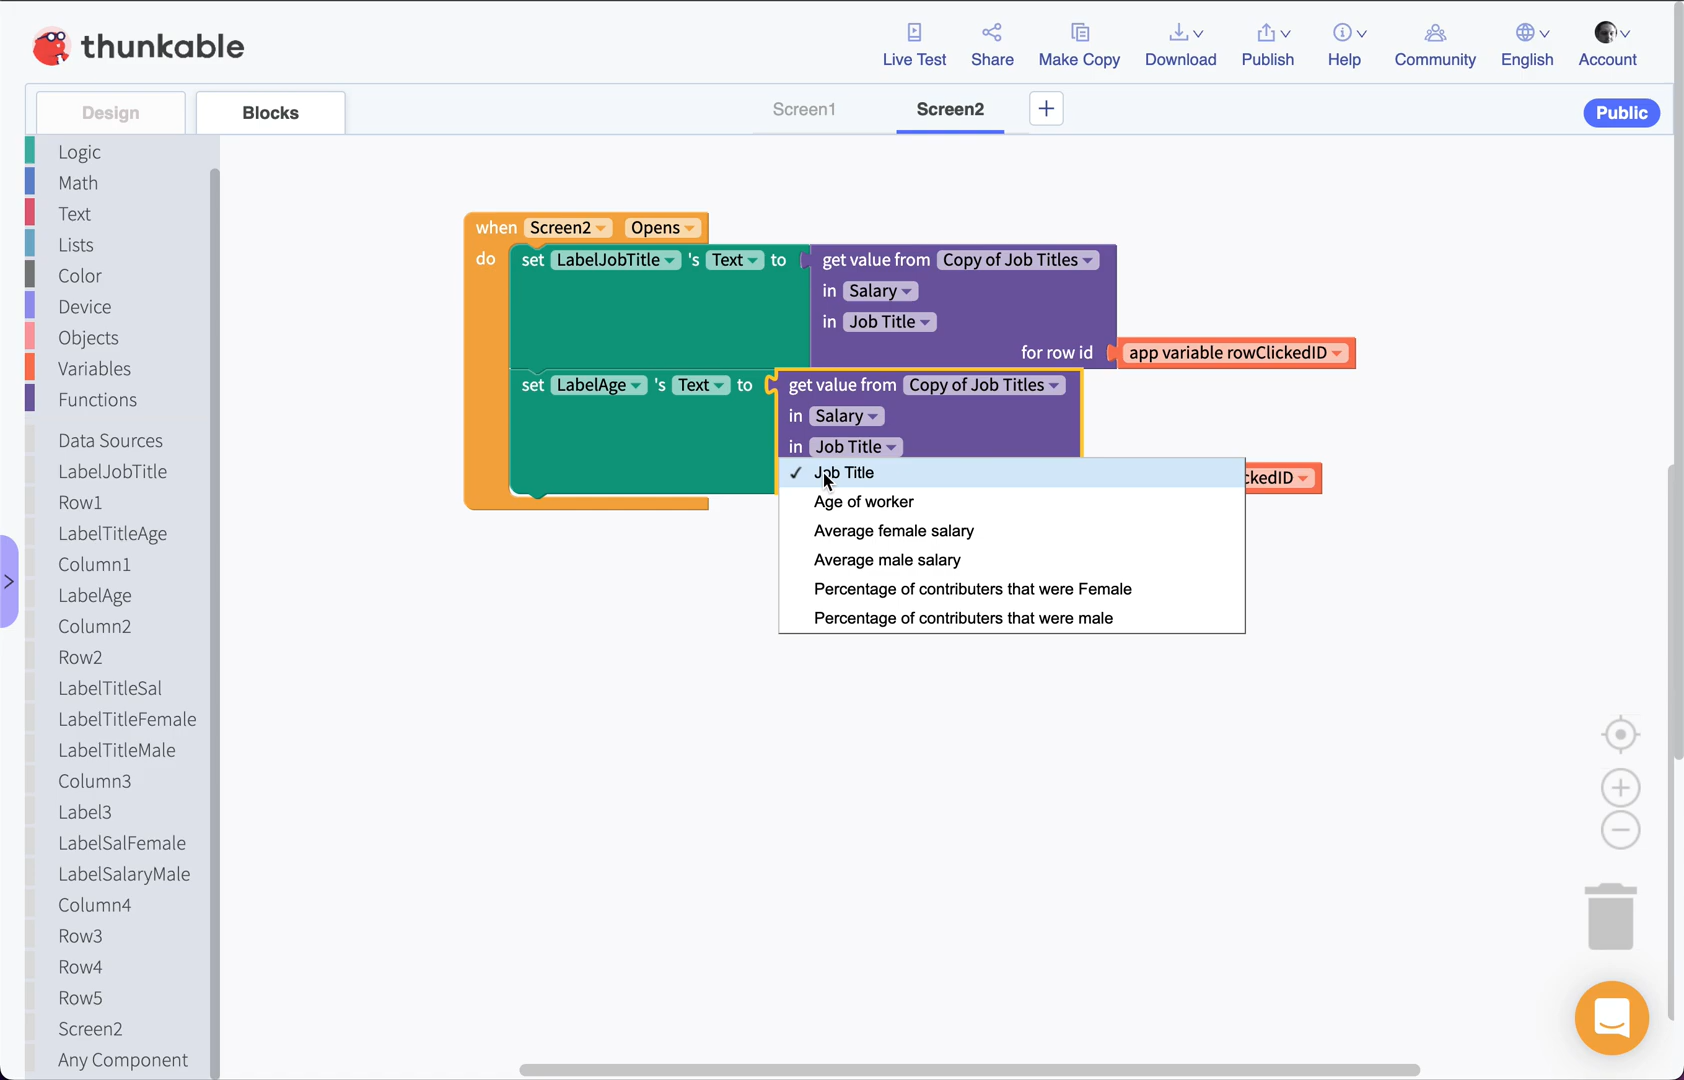 thunkable
Live Test
Share
Make Copy
Download
Publish
Help
Community
English
Account
Design
Blocks
Screen1
Screen2
Public
Logic
Math
Text
Lists
Color
Device
Objects
Variables
Functions
Data Sources
LabelJobTitle
Row1
LabelTitleAge
Column1
LabelAge
Column2
Row2
LabelTitleSal
LabelTitleFemale
LabelTitleMale
Column3
Label3
LabelSalFemale
LabelSalaryMale
Column4
Row3
Row4
Row5
Screen2
Any Component
when Screen2 Opens
do set LabelJobTitle 's Text to get value from Copy of Job Titles
in Salary
in Job Title
for row id app variable rowClickedID
set LabelAge 's Text to get value from Copy of Job Titles
in Salary
in Job Title
ckedID
✓ Job Title
Age of worker
Average female salary
Average male salary
Percentage of contributers that were Female
Percentage of contributers that were male